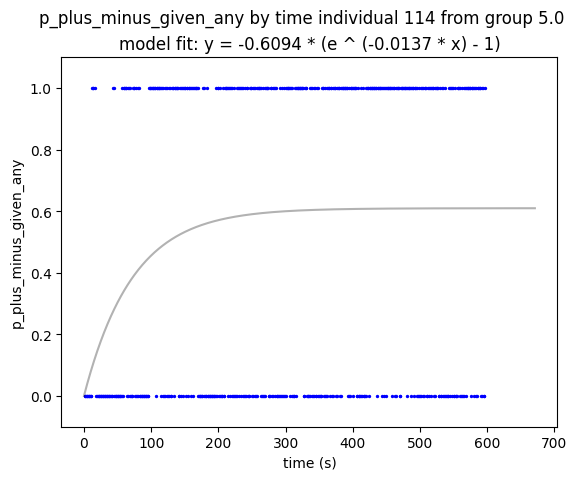 p_plus_minus_given_any by time individual 114 from group 5.0
model fit: y = -0.6094 * (e ^ (-0.0137 * x) - 1)
p_plus_minus_given_any
1.0
0.8
0.6
0.4
0.2
0.0
0 100 200 300 400 500 600 700
time (s)